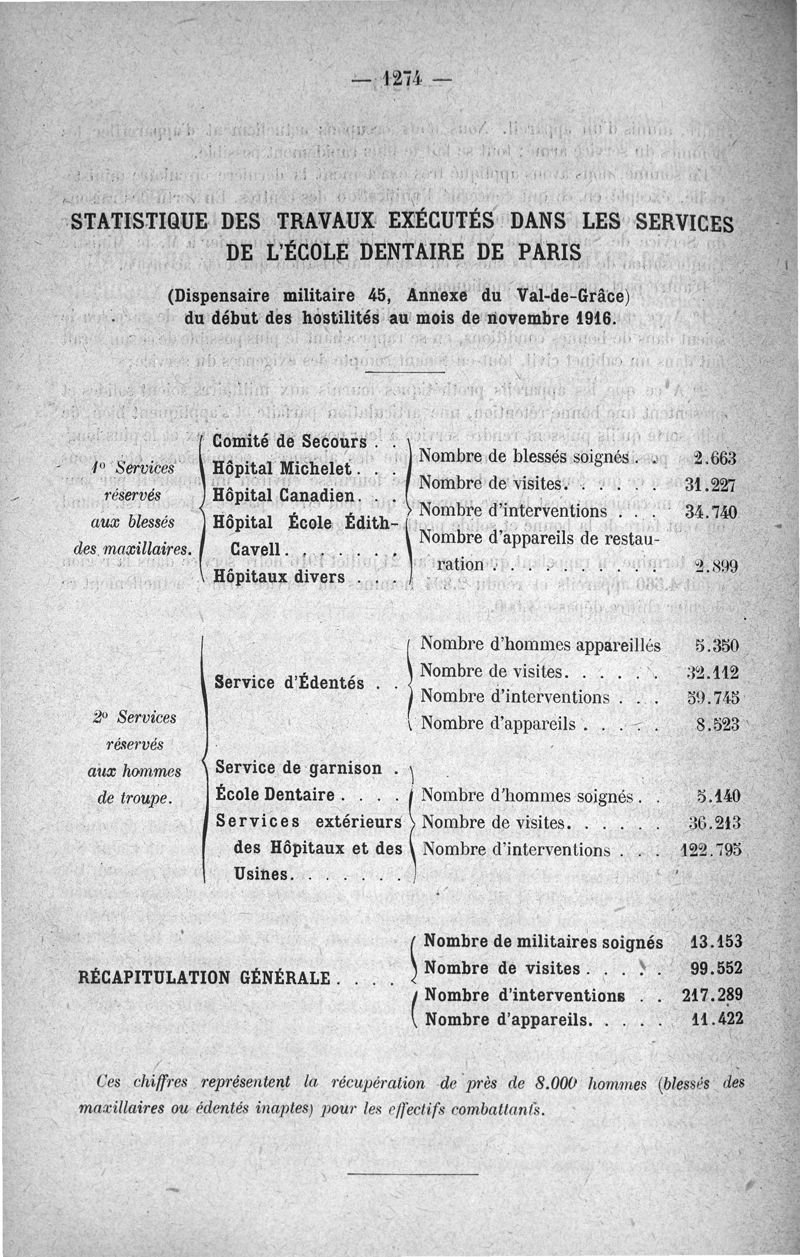 — 1274 —
STATISTIQUE DES TRAVAUX EXÉCUTÉS DANS LES SERVICES
DE L'ÉCOLE DENTAIRE DE PARIS
(Dispensaire militaire 45, Annexe du Val-de-Grâce)
du début des hostilités au mois de novembre 1916.
1º Services
réservés
aux blessés
des maxillaires.
Comité de Secours .
Hôpital Michelet. . .
Hôpital Canadien. . .
Hôpital École Édith-
Cavell. . . . . . .
Hôpitaux divers . . .
Nombre de blessés soignés . . 2.663
Nombre de visites. . . . . . 31.227
Nombre d'interventions . . . 34.740
Nombre d'appareils de restau-
ration . . . . . . . . 2.899
2º Services
réservés
aux hommes
de troupe.
Service d'Édentés . .
Nombre d'hommes appareillés 5.350
Nombre de visites. . . . . . 32.112
Nombre d'interventions . . . 59.745
Nombre d'appareils . . . . . 8.523
Service de garnison .
École Dentaire . . . .
Services extérieurs
des Hôpitaux et des
Usines. . . . . . .
Nombre d'hommes soignés . . 5.140
Nombre de visites. . . . . . 36.213
Nombre d'interventions . . . 122.795
RÉCAPITULATION GÉNÉRALE . . . .
Nombre de militaires soignés 13.153
Nombre de visites . . . . . 99.552
Nombre d'interventions . . 217.289
Nombre d'appareils. . . . . 11.422
Ces chiffres représentent la récupération de près de 8.000 hommes (blessés des
maxillaires ou édentés inaptes) pour les effectifs combattants.